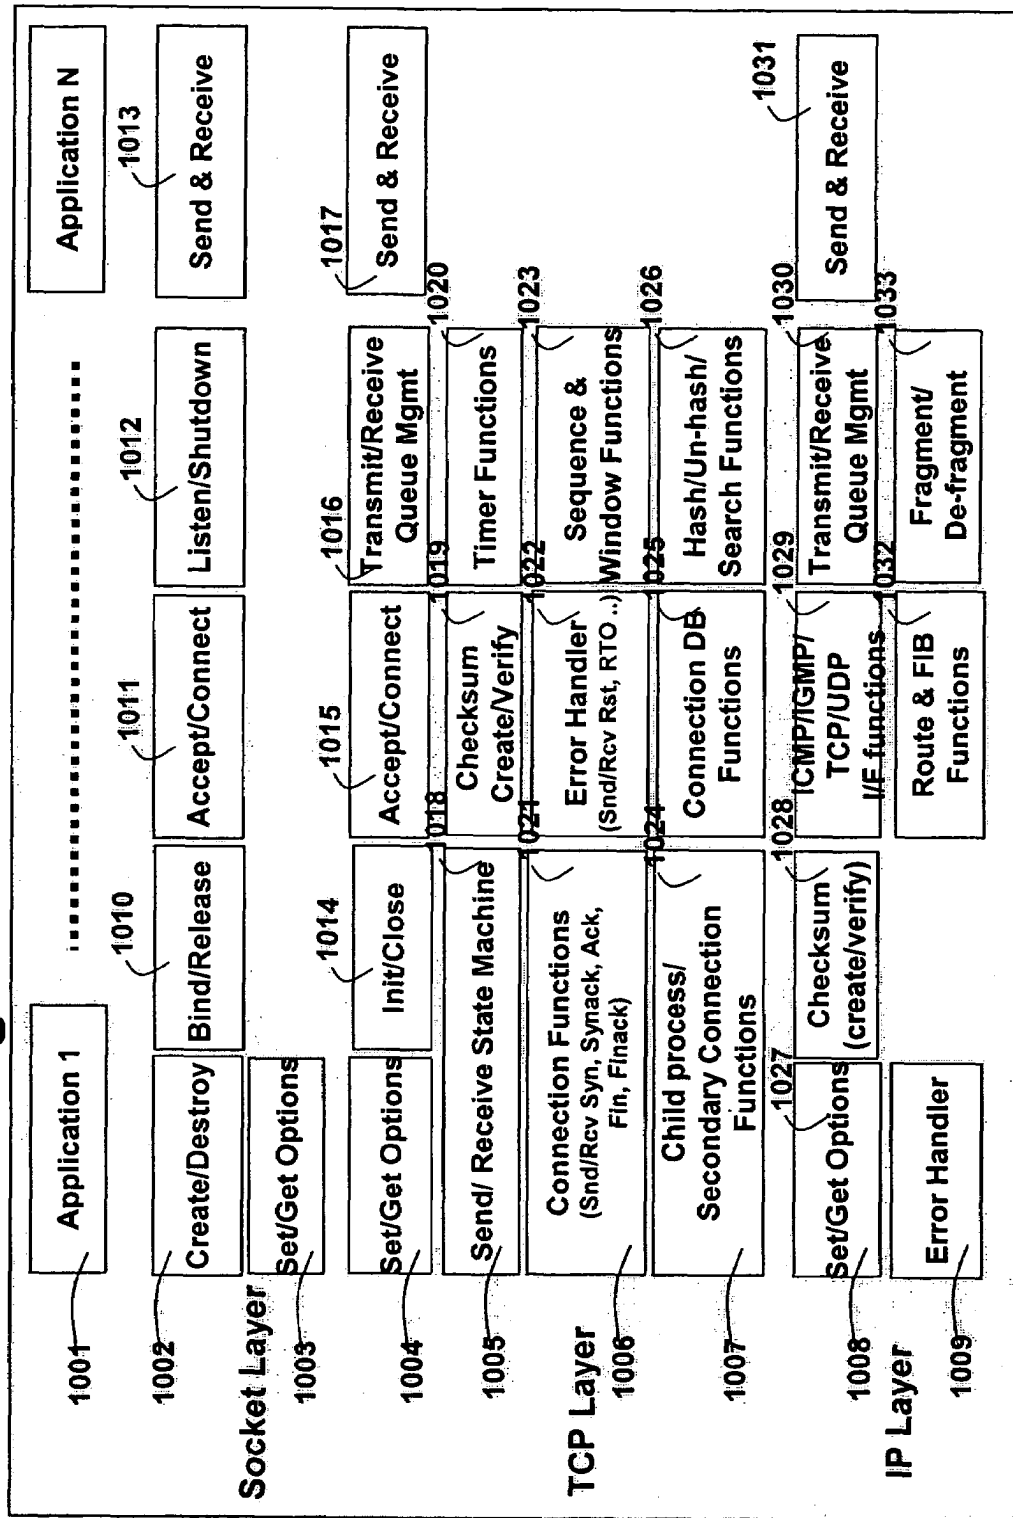 1001
Application 1
Application N
Socket Layer
1002
Create/Destroy
1010
Bind/Release
1011
Accept/Connect
1012
Listen/Shutdown
1013
Send & Receive
1003
Set/Get Options
TCP Layer
1004
Set/Get Options
1014
Init/Close
1015
Accept/Connect
1016
Transmit/Receive
Queue Mgmt
1017
Send & Receive
1005
Send/ Receive State Machine
1018
1019
Checksum
Create/Verify
1020
Timer Functions
1006
Connection Functions
(Snd/Rcv Syn, Synack, Ack,
Fin, Finack)
1021
1022
Error Handler
(Snd/Rcv Rst, RTO ..)
1023
Sequence &
Window Functions
1007
Child process/
Secondary Connection
Functions
1024
1025
Connection DB
Functions
1026
Hash/Un-hash/
Search Functions
IP Layer
1008
Set/Get Options
1027
1028
Checksum
(create/verify)
1029
ICMP/IGMP/
TCP/UDP
I/F functions
1030
Transmit/Receive
Queue Mgmt
1031
Send & Receive
1009
Error Handler
1032
Route & FIB
Functions
1033
Fragment/
De-fragment